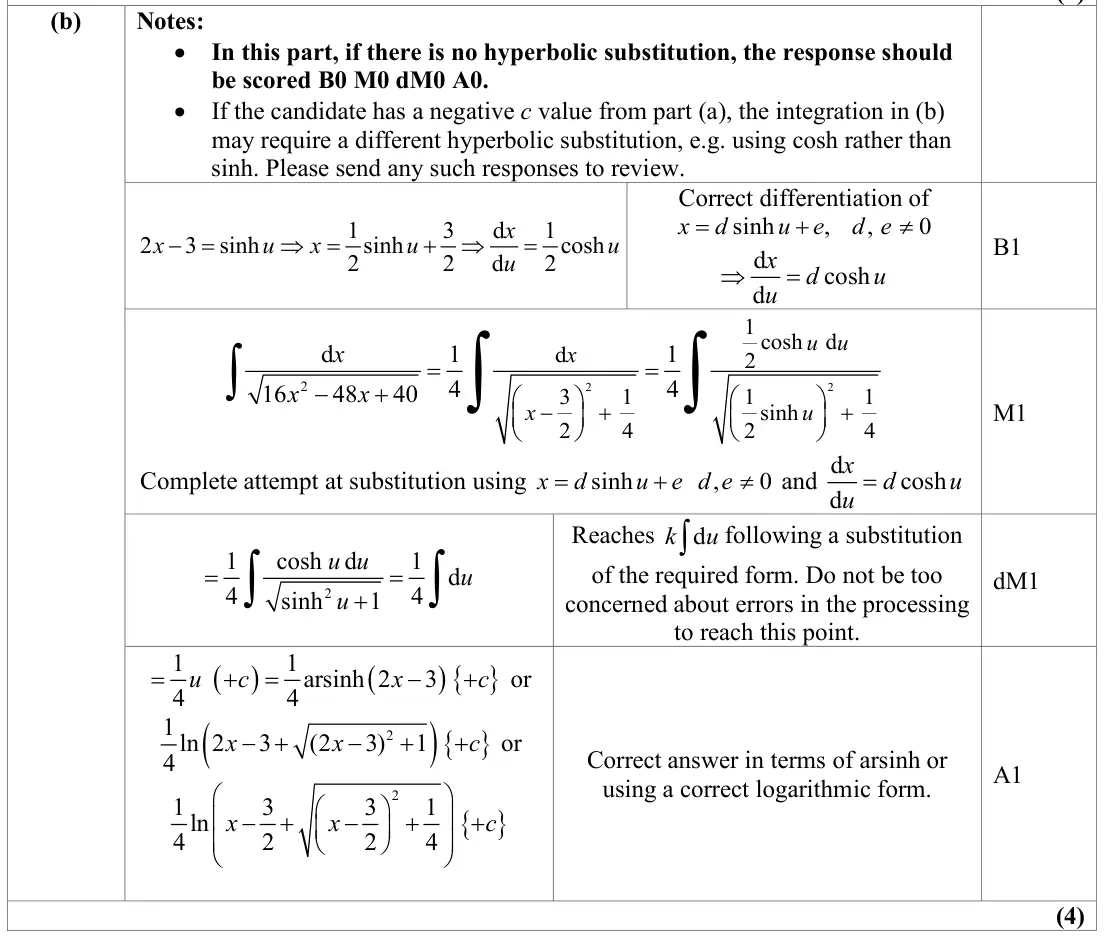 (b)
Notes:
• In this part, if there is no hyperbolic substitution, the response should
be scored B0 M0 dM0 A0.
• If the candidate has a negative c value from part (a), the integration in (b)
may require a different hyperbolic substitution, e.g. using cosh rather than
sinh. Please send any such responses to review.
2x − 3 = sinh u ⇒ x = 1/2 sinh u + 3/2 ⇒ dx/du = 1/2 cosh u
Correct differentiation of
x = d sinh u + e, d, e ≠ 0
⇒ dx/du = d cosh u
B1
∫ dx/√(16x² − 48x + 40) = 1/4 ∫ dx/√((x − 3/2)² + 1/4) = 1/4 ∫ (1/2 cosh u du)/√((1/2 sinh u)² + 1/4)
M1
Complete attempt at substitution using x = d sinh u + e d, e ≠ 0 and dx/du = d cosh u
= 1/4 ∫ cosh u du/√(sinh² u + 1) = 1/4 ∫ du
Reaches k∫du following a substitution
of the required form. Do not be too
concerned about errors in the processing
to reach this point.
dM1
= 1/4 u (+c) = 1/4 arsinh(2x − 3) {+c} or
1/4 ln(2x − 3 + √((2x − 3)² + 1)) {+c} or
1/4 ln(x − 3/2 + √((x − 3/2)² + 1/4)) {+c}
Correct answer in terms of arsinh or
using a correct logarithmic form.
A1
(4)